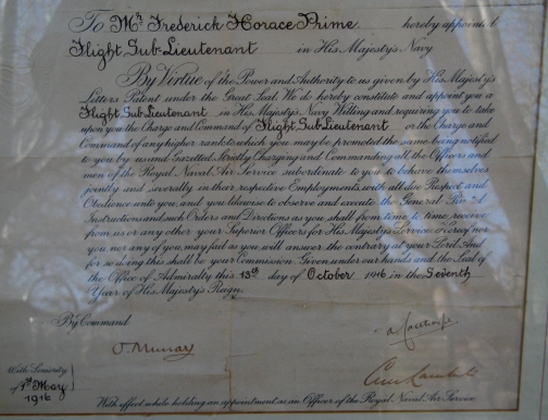 To Mr. Frederick Horace Prime hereby appointed
Flight Sub-Lieutenant in His Majesty's Navy
By Virtue of the Power and Authority to us given by His Majesty's
Letters Patent under the Great Seal, We do hereby constitute and appoint you a
Flight Sub Lieutenant in His Majesty's Navy Willing and requiring you to take
upon you the Charge and Command of Flight Sub Lieutenant or the Charge and
Command of any higher rank to which you may be promoted the same being notified
to you by us and Gazetted. Strictly Charging and Commanding all the Officers and
men of the Royal Naval Air Service subordinate to you to behave themselves
jointly and severally in their respective Employments with all due Respect and
Obedience unto you, and you likewise to observe and execute the General
Instructions and such Orders and Directions as you shall from time to time receive
from us or any other your Superior Officers for His Majesty's Service. Hereof nor
you, nor any of you may fail as you will answer the contrary at your Peril. And
for so doing this shall be your Commission. Given under our hands and the Seal of
the Office of Admiralty this 13th day of October 1916 in the Seventh
Year of His Majesty's Reign.
By Command
O. Murray
With Seniority
of 1st May
1916
With effect while holding an appointment as an Officer of the Royal Naval Air Service